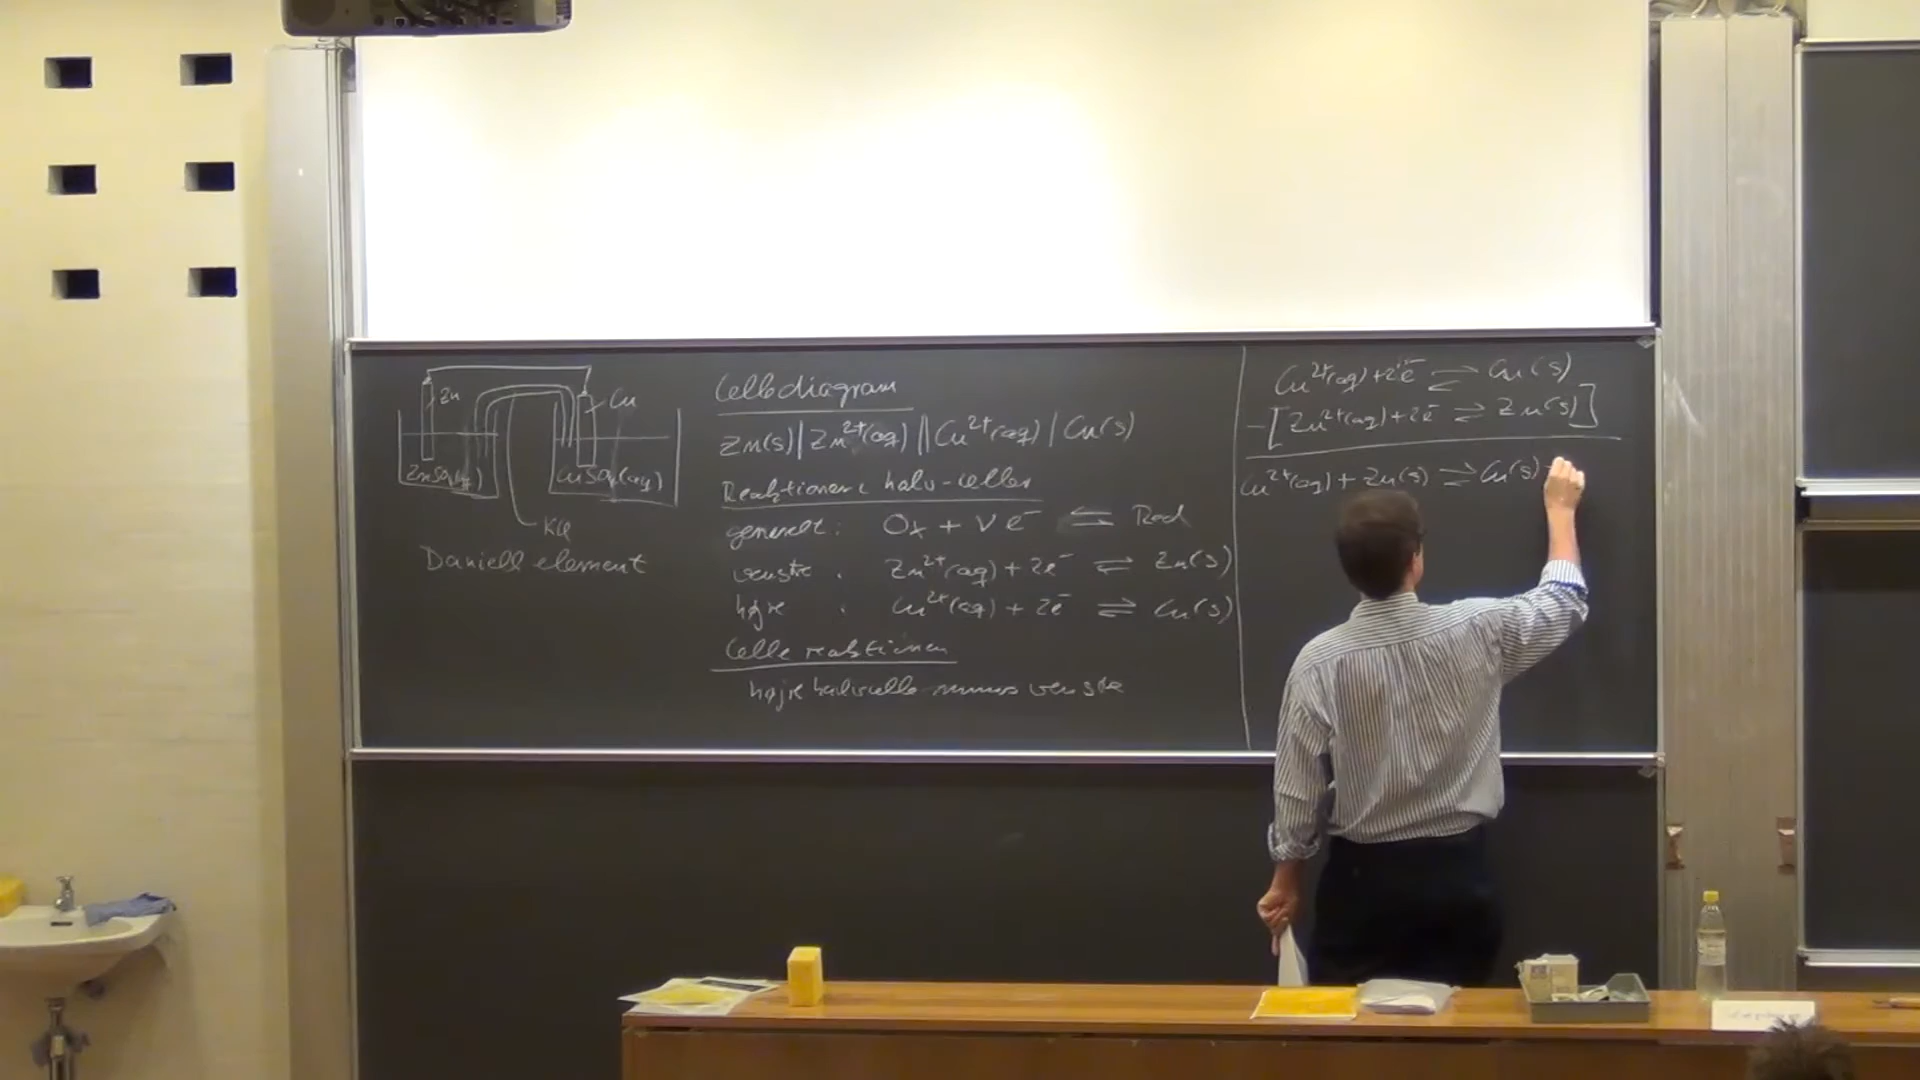 Zn
Cu
ZnSO4(aq)
CuSO4(aq)
KCl
Daniell element
Cellediagram
Zn(s)|Zn²⁺(aq)||Cu²⁺(aq)|Cu(s)
Reaktioner i halv-celler
generelt: Ox + νe⁻ ⇌ Red
venstre : Zn²⁺(aq) + 2e⁻ ⇌ Zn(s)
højre : Cu²⁺(aq) + 2e⁻ ⇌ Cu(s)
Celle reaktionen
højre halvcelle minus venstre
Cu²⁺(aq)+2e⁻ ⇌ Cu(s)
-[Zn²⁺(aq)+2e⁻ ⇌ Zn(s)]
Cu²⁺(aq) + Zn(s) ⇌ Cu(s)